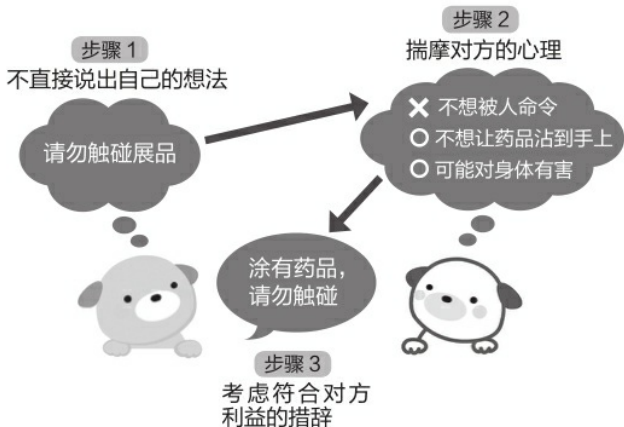 步骤 1
不直接说出自己的想法
请勿触碰展品
步骤 2
揣摩对方的心理
× 不想被人命令
○ 不想让药品沾到手上
○ 可能对身体有害
涂有药品，
请勿触碰
步骤 3
考虑符合对方
利益的措辞